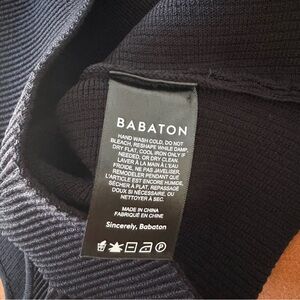 BABATON
HAND WASH COLD, DO NOT
BLEACH, RESHAPE WHILE DAMP,
DRY FLAT, COOL IRON ONLY IF
NEEDED, OR DRY CLEAN.
LAVER À LA MAIN À L'EAU
FROIDE, NE PAS JAVELLISER,
REMODELER PENDANT QUE
L'ARTICLE EST ENCORE HUMIDE,
SÉCHER À PLAT, REPASSAGE
DOUX SI NÉCESSAIRE, OU
NETTOYER À SEC.
MADE IN CHINA
FABRIQUÉ EN CHINE
Sincerely, Babaton